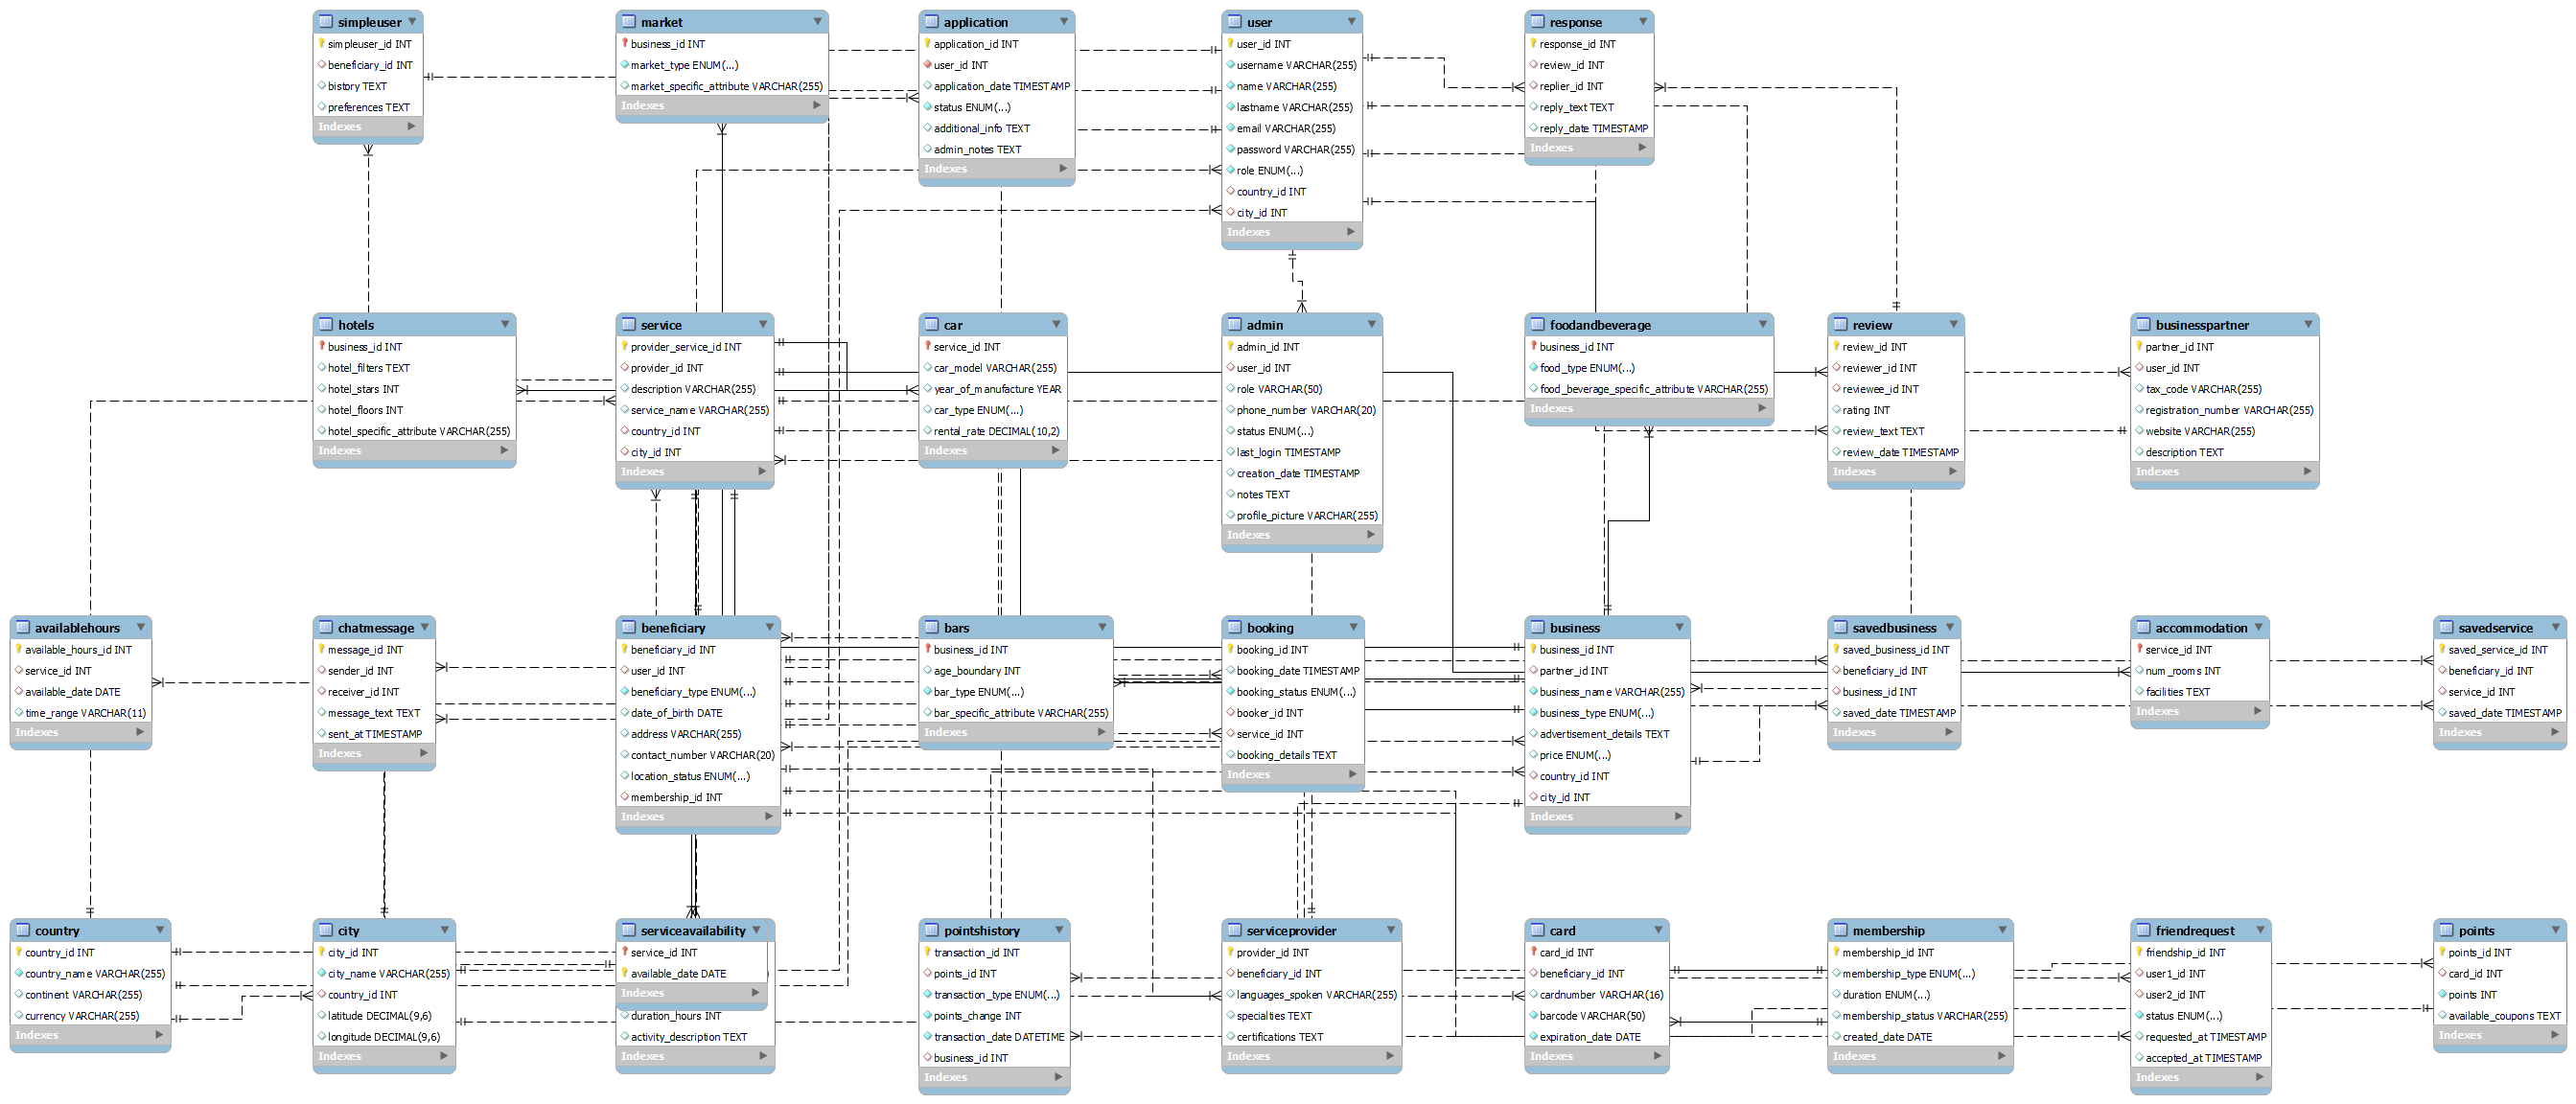 simpleuser
simpleuser_id INT
beneficiary_id INT
bistory TEXT
preferences TEXT
Indexes
market
business_id INT
market_type ENUM(...)
market_specific_attribute VARCHAR(255)
Indexes
application
application_id INT
user_id INT
application_date TIMESTAMP
status ENUM(...)
additional_info TEXT
admin_notes TEXT
Indexes
user
user_id INT
username VARCHAR(255)
name VARCHAR(255)
lastname VARCHAR(255)
email VARCHAR(255)
password VARCHAR(255)
role ENUM(...)
country_id INT
city_id INT
Indexes
response
response_id INT
review_id INT
replier_id INT
reply_text TEXT
reply_date TIMESTAMP
Indexes
hotels
business_id INT
hotel_filters TEXT
hotel_stars INT
hotel_floors INT
hotel_specific_attribute VARCHAR(255)
Indexes
service
provider_service_id INT
provider_id INT
description VARCHAR(255)
service_name VARCHAR(255)
country_id INT
city_id INT
Indexes
car
service_id INT
car_model VARCHAR(255)
year_of_manufacture YEAR
car_type ENUM(...)
rental_rate DECIMAL(10,2)
Indexes
admin
admin_id INT
user_id INT
role VARCHAR(50)
phone_number VARCHAR(20)
status ENUM(...)
last_login TIMESTAMP
creation_date TIMESTAMP
notes TEXT
profile_picture VARCHAR(255)
Indexes
foodandbeverage
business_id INT
food_type ENUM(...)
food_beverage_specific_attribute VARCHAR(255)
Indexes
review
review_id INT
reviewer_id INT
reviewee_id INT
rating INT
review_text TEXT
review_date TIMESTAMP
Indexes
businesspartner
partner_id INT
user_id INT
tax_code VARCHAR(255)
registration_number VARCHAR(255)
website VARCHAR(255)
description TEXT
Indexes
availablehours
available_hours_id INT
service_id INT
available_date DATE
time_range VARCHAR(11)
Indexes
chatmessage
message_id INT
sender_id INT
receiver_id INT
message_text TEXT
sent_at TIMESTAMP
Indexes
beneficiary
beneficiary_id INT
user_id INT
beneficiary_type ENUM(...)
date_of_birth DATE
address VARCHAR(255)
contact_number VARCHAR(20)
location_status ENUM(...)
membership_id INT
Indexes
bars
business_id INT
age_boundary INT
bar_type ENUM(...)
bar_specific_attribute VARCHAR(255)
Indexes
booking
booking_id INT
booking_date TIMESTAMP
booking_status ENUM(...)
booker_id INT
service_id INT
booking_details TEXT
Indexes
business
business_id INT
partner_id INT
business_name VARCHAR(255)
business_type ENUM(...)
advertisement_details TEXT
price ENUM(...)
country_id INT
city_id INT
Indexes
savedbusiness
saved_business_id INT
beneficiary_id INT
business_id INT
saved_date TIMESTAMP
Indexes
accommodation
service_id INT
num_rooms INT
facilities TEXT
Indexes
savedservice
saved_service_id INT
beneficiary_id INT
service_id INT
saved_date TIMESTAMP
Indexes
country
country_id INT
country_name VARCHAR(255)
continent VARCHAR(255)
currency VARCHAR(255)
Indexes
city
city_id INT
city_name VARCHAR(255)
country_id INT
latitude DECIMAL(9,6)
longitude DECIMAL(9,6)
Indexes
serviceavailability
service_id INT
available_date DATE
Indexes
duration_hours INT
activity_description TEXT
Indexes
pointshistory
transaction_id INT
points_id INT
transaction_type ENUM(...)
points_change INT
transaction_date DATETIME
business_id INT
Indexes
serviceprovider
provider_id INT
beneficiary_id INT
languages_spoken VARCHAR(255)
specialties TEXT
certifications TEXT
Indexes
card
card_id INT
beneficiary_id INT
cardnumber VARCHAR(16)
barcode VARCHAR(50)
expiration_date DATE
Indexes
membership
membership_id INT
membership_type ENUM(...)
duration ENUM(...)
membership_status VARCHAR(255)
created_date DATE
Indexes
friendrequest
friendship_id INT
user1_id INT
user2_id INT
status ENUM(...)
requested_at TIMESTAMP
accepted_at TIMESTAMP
Indexes
points
points_id INT
card_id INT
points INT
available_coupons TEXT
Indexes